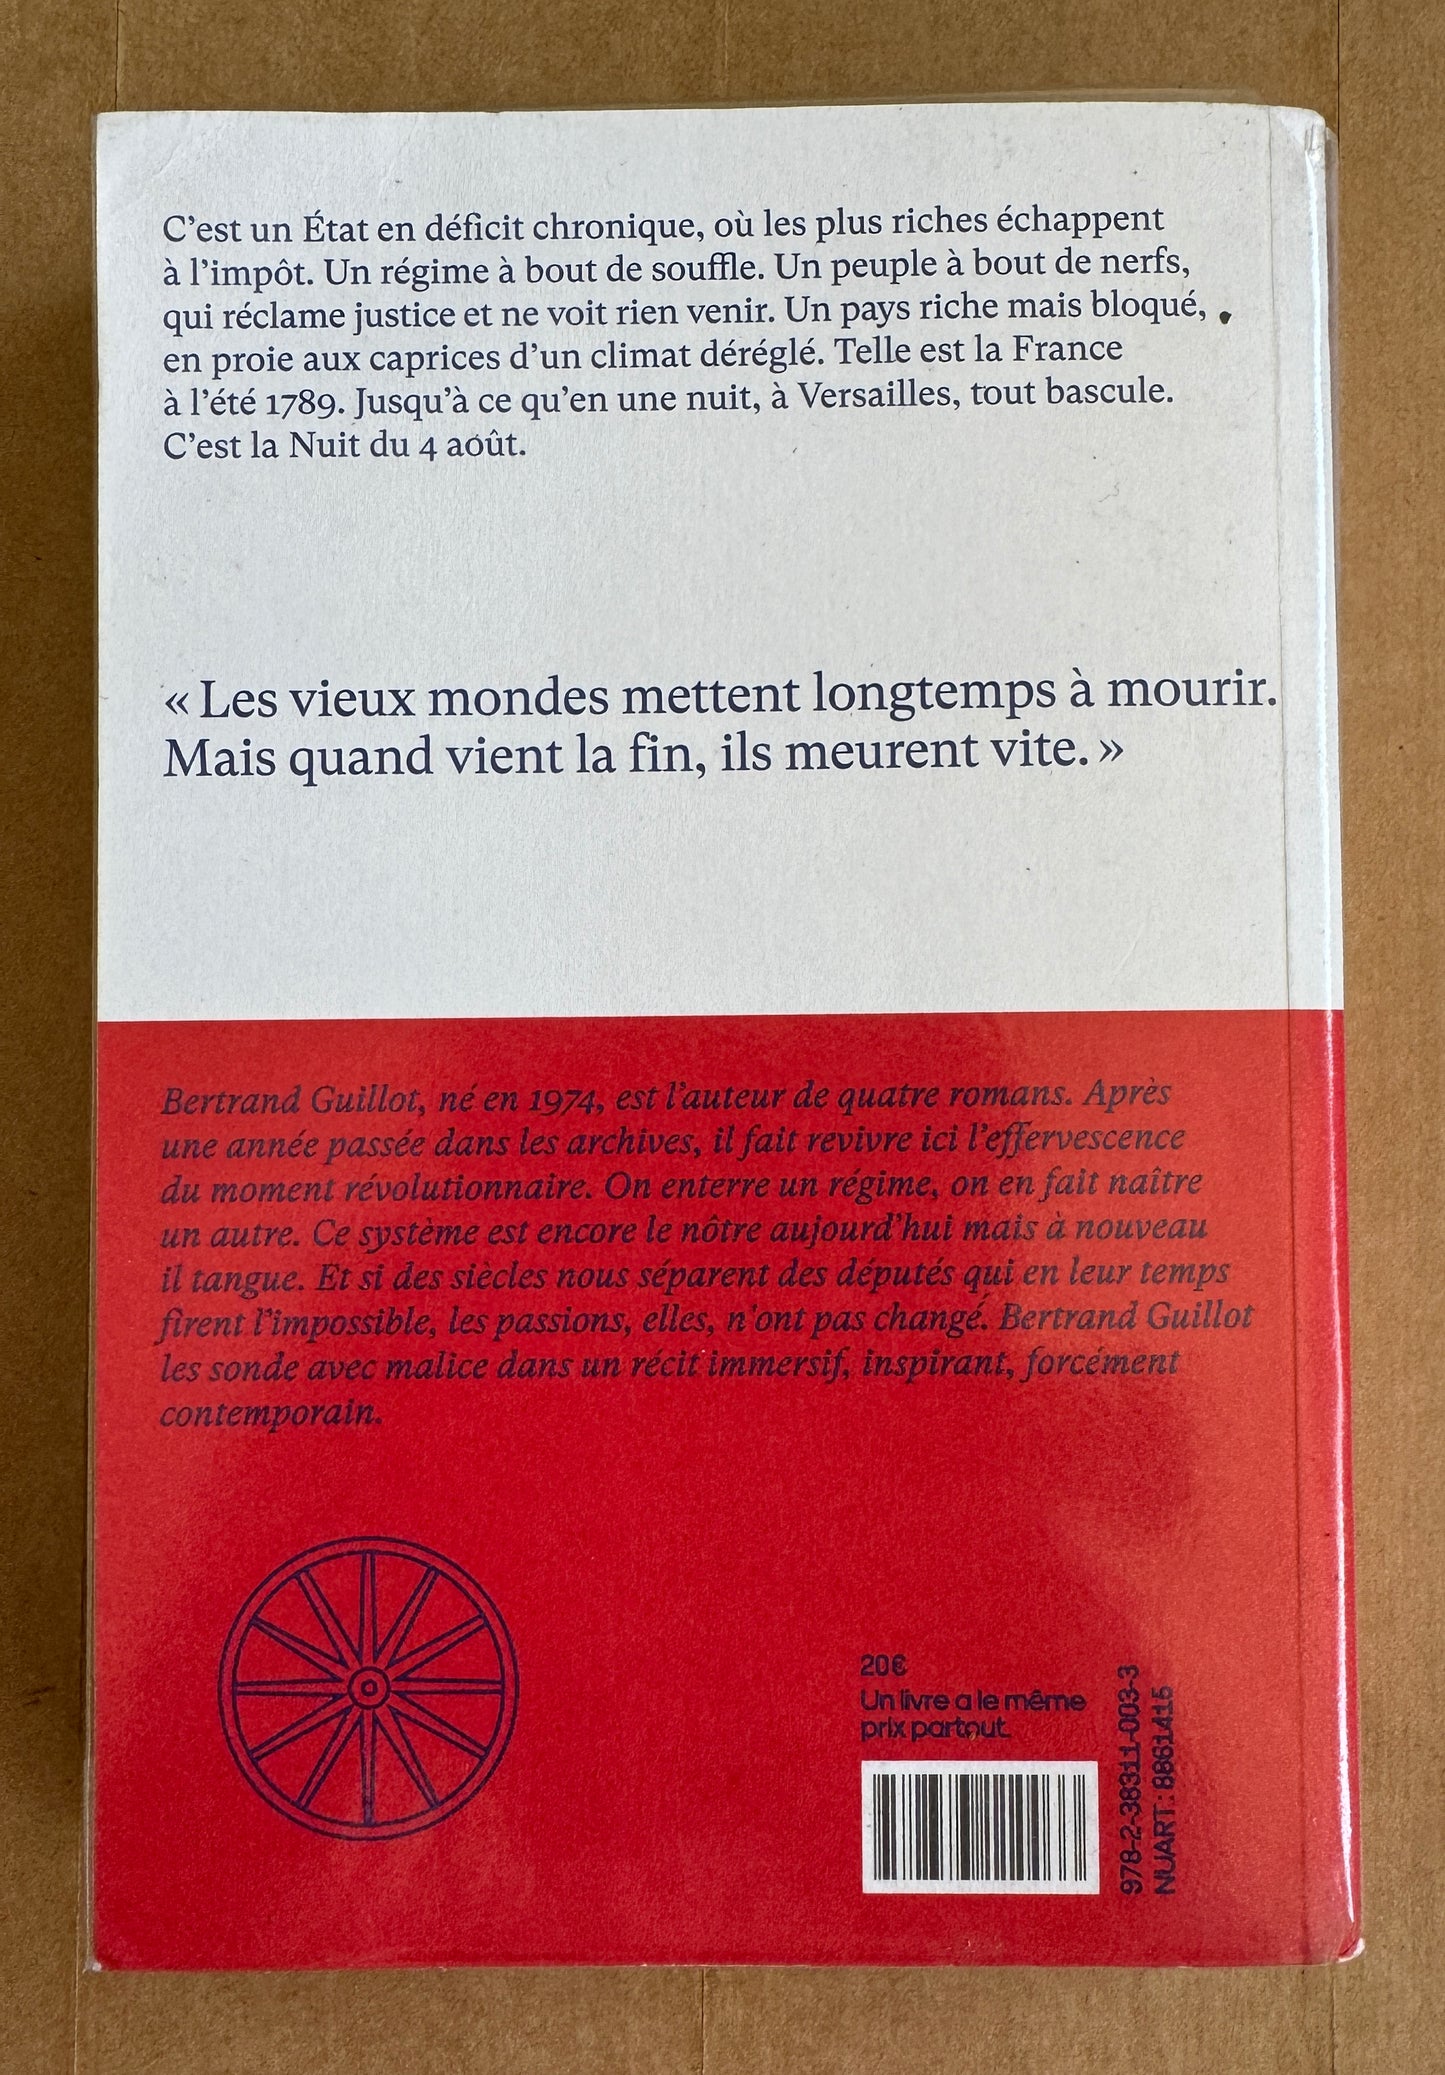 C’est un État en déficit chronique, où les plus riches échappent
à l’impôt. Un régime à bout de souffle. Un peuple à bout de nerfs,
qui réclame justice et ne voit rien venir. Un pays riche mais bloqué,
en proie aux caprices d’un climat déréglé. Telle est la France
à l’été 1789. Jusqu’à ce qu’en une nuit, à Versailles, tout bascule.
C’est la Nuit du 4 août.
« Les vieux mondes mettent longtemps à mourir.
Mais quand vient la fin, ils meurent vite. »
Bertrand Guillot, né en 1974, est l’auteur de quatre romans. Après
une année passée dans les archives, il fait revivre ici l’effervescence
du moment révolutionnaire. On enterre un régime, on en fait naître
un autre. Ce système est encore le nôtre aujourd’hui mais à nouveau
il tangue. Et si des siècles nous séparent des députés qui en leur temps
firent l’impossible, les passions, elles, n’ont pas changé. Bertrand Guillot
les sonde avec malice dans un récit immersif, inspirant, forcément
contemporain.
20€
Un livre a le même
prix partout.
978-2-38311-003-3
NUART : 8861415